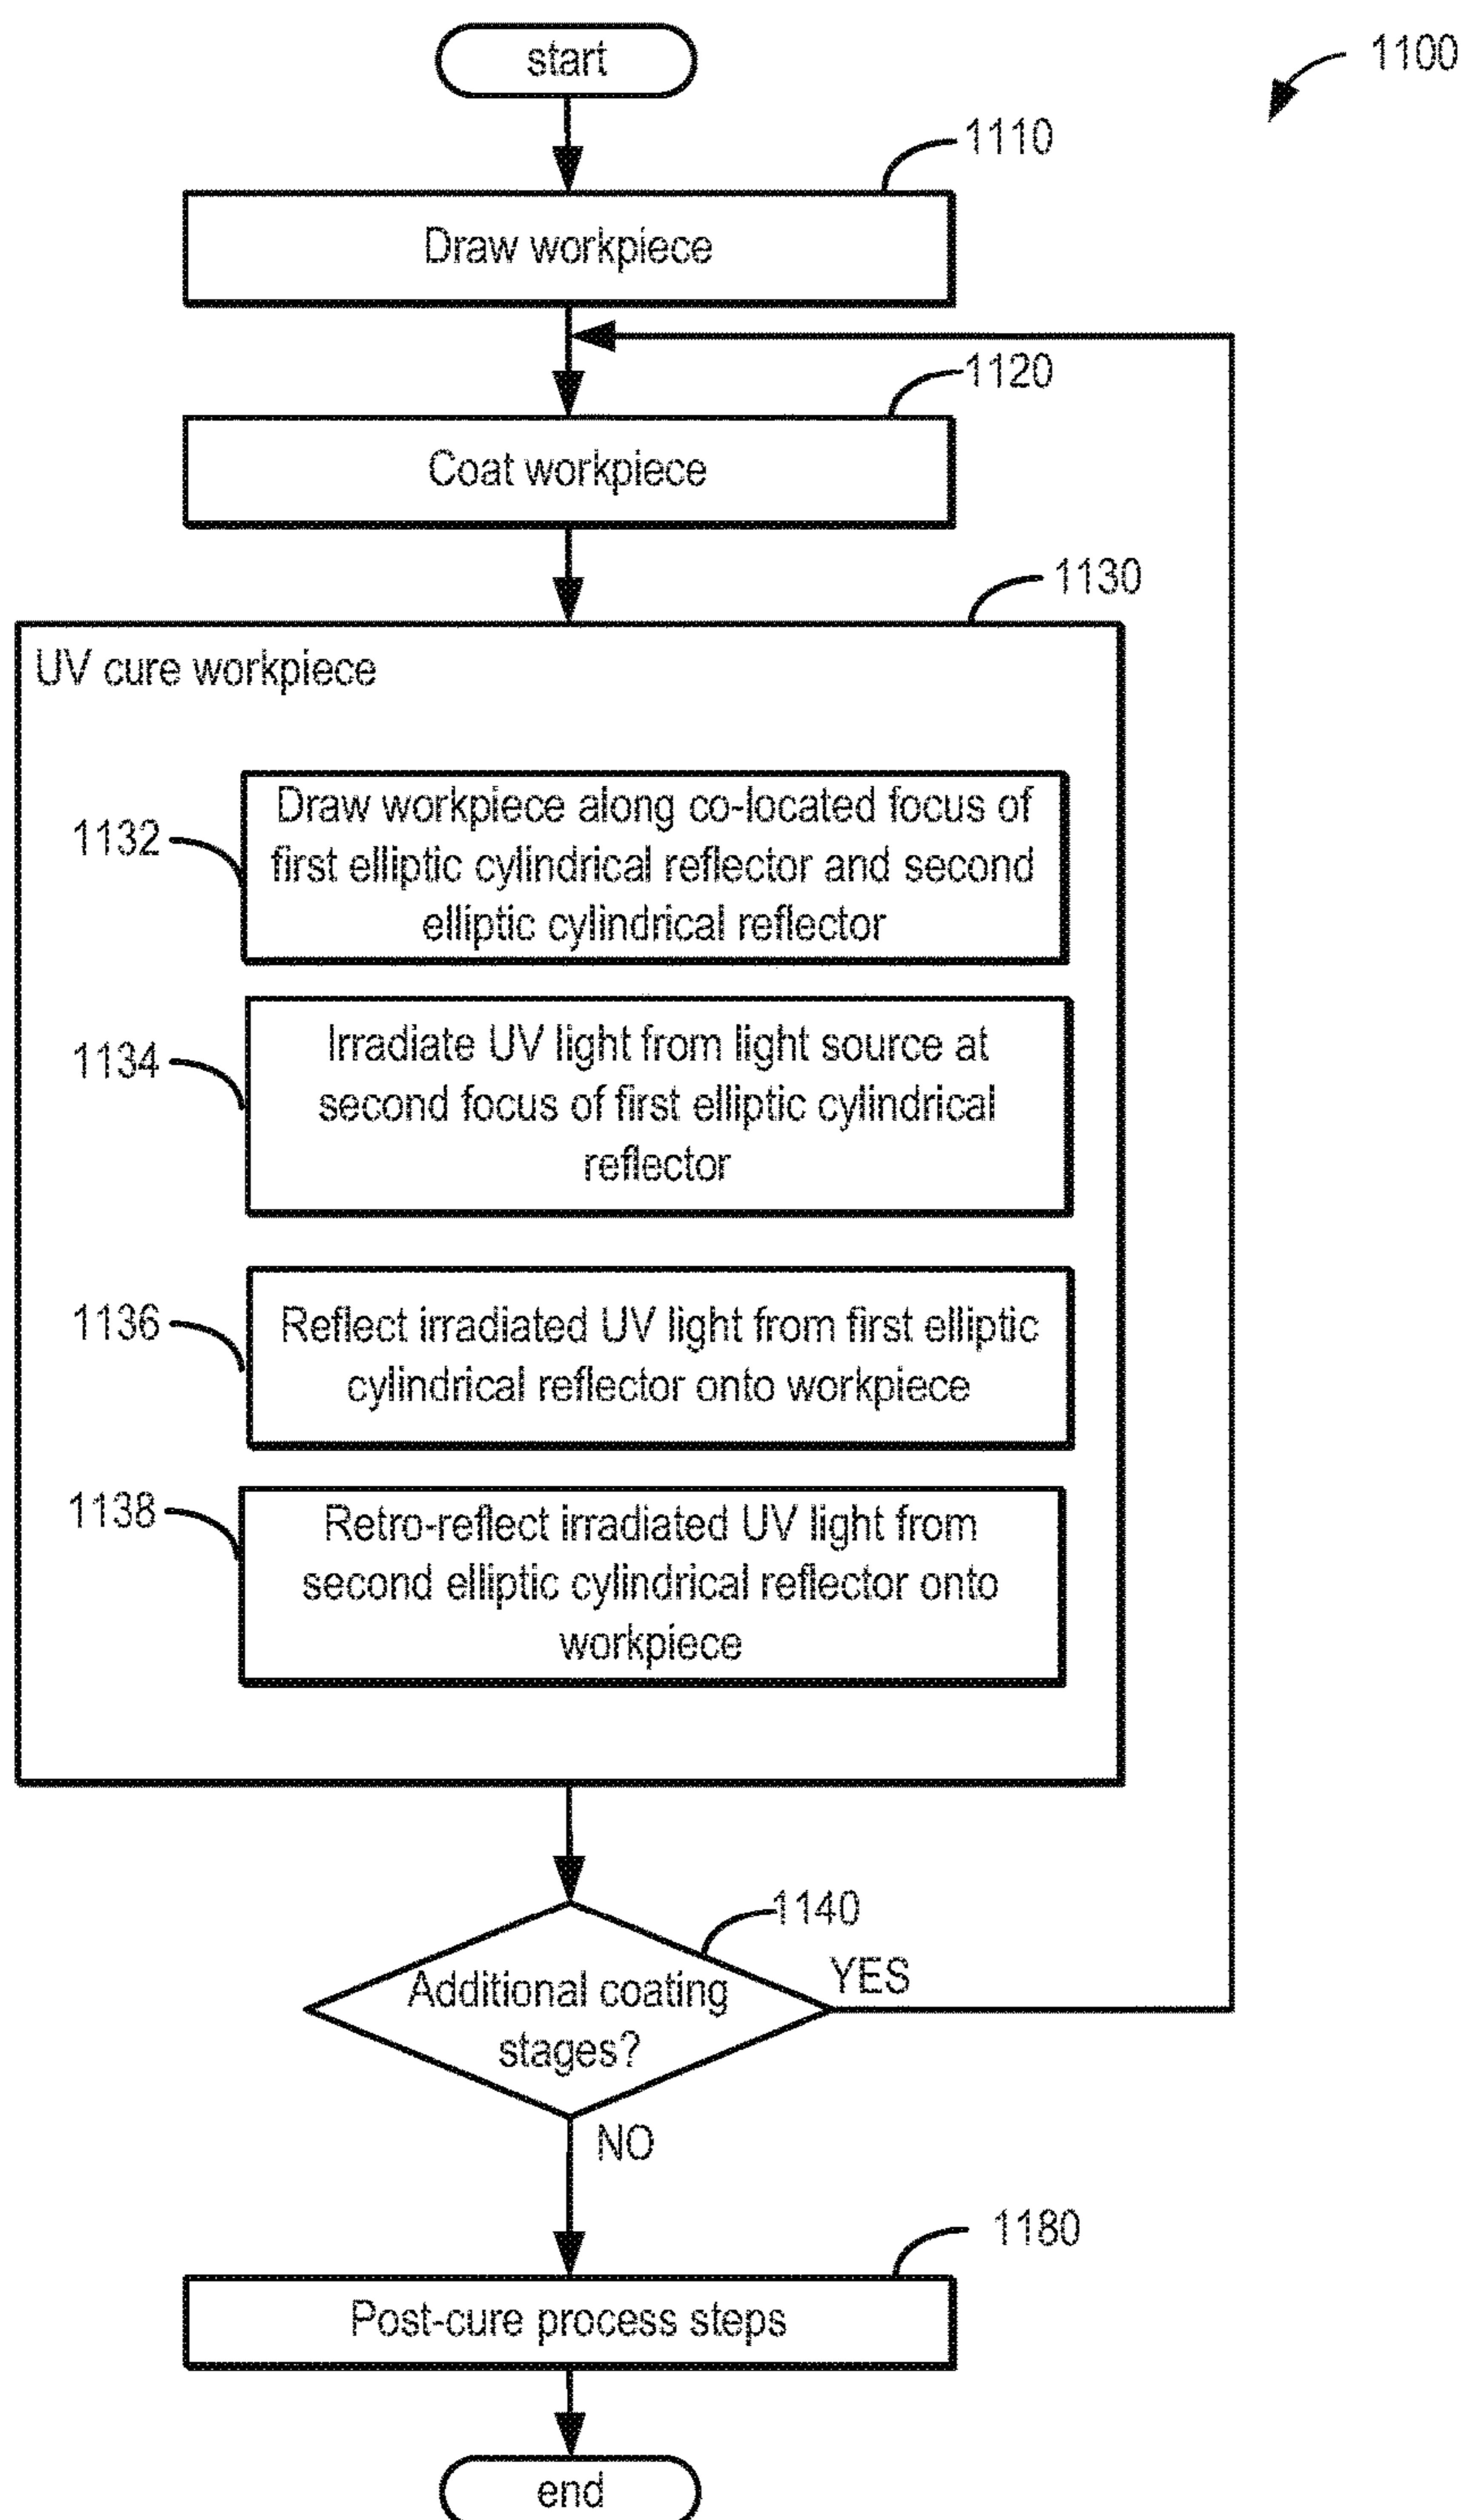 start
1100
1110
Draw workpiece
1120
Coat workpiece
1130
UV cure workpiece
1132
Draw workpiece along co-located focus of
first elliptic cylindrical reflector and second
elliptic cylindrical reflector
1134
Irradiate UV light from light source at
second focus of first elliptic cylindrical
reflector
1136
Reflect irradiated UV light from first elliptic
cylindrical reflector onto workpiece
1138
Retro-reflect irradiated UV light from
second elliptic cylindrical reflector onto
workpiece
1140
YES
Additional coating
stages?
NO
1180
Post-cure process steps
end